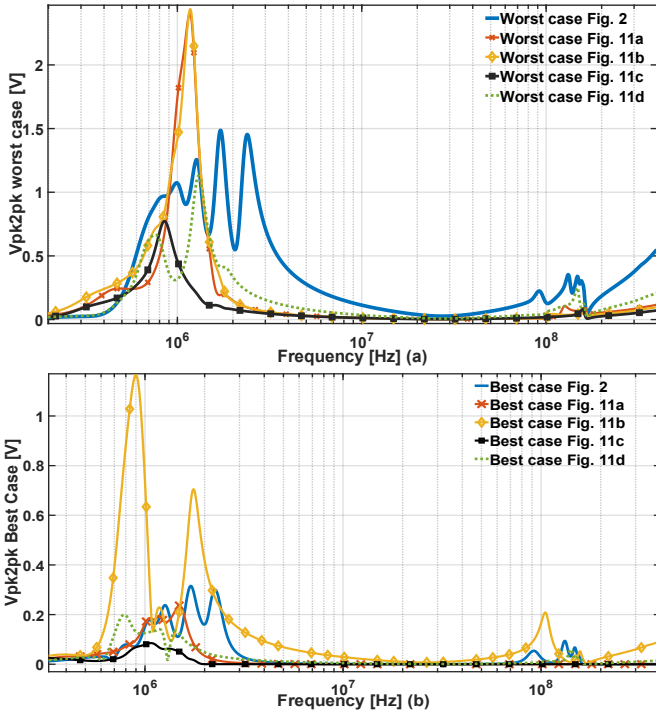 Vpk2pk worst case [V]
2
1.5
1
0.5
0
Worst case Fig. 2
Worst case Fig. 11a
Worst case Fig. 11b
Worst case Fig. 11c
Worst case Fig. 11d
10⁶
10⁷
10⁸
Frequency [Hz] (a)
Vpk2pk Best Case [V]
1
0.8
0.6
0.4
0.2
0
Best case Fig. 2
Best case Fig. 11a
Best case Fig. 11b
Best case Fig. 11c
Best case Fig. 11d
10⁶
10⁷
10⁸
Frequency [Hz] (b)